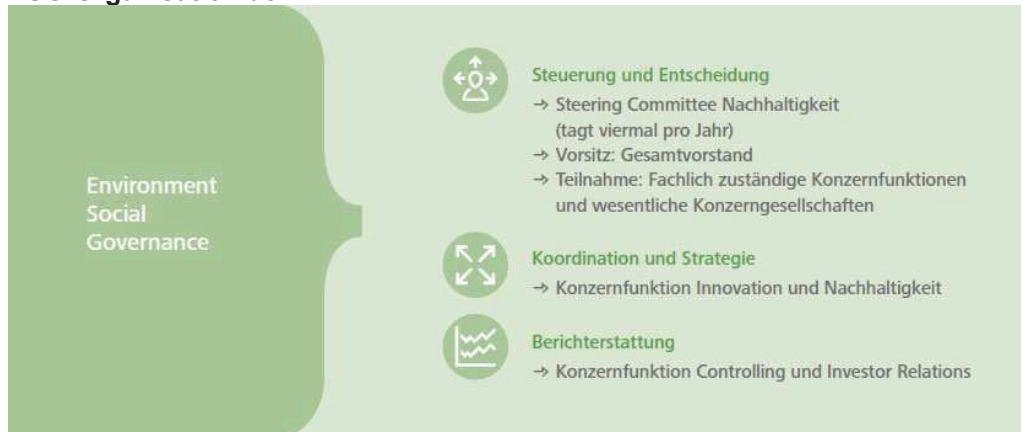 Environment
Social
Governance
Steuerung und Entscheidung
→ Steering Committee Nachhaltigkeit
(tagt viermal pro Jahr)
→ Vorsitz: Gesamtvorstand
→ Teilnahme: Fachlich zuständige Konzernfunktionen
und wesentliche Konzerngesellschaften
Koordination und Strategie
→ Konzernfunktion Innovation und Nachhaltigkeit
Berichterstattung
→ Konzernfunktion Controlling und Investor Relations